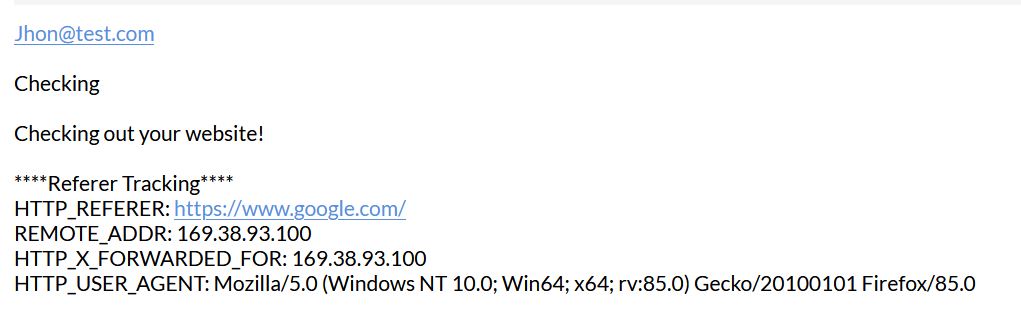 Jhon@test.com
Checking
Checking out your website!
****Referer Tracking****
HTTP_REFERER: https://www.google.com/
REMOTE_ADDR: 169.38.93.100
HTTP_X_FORWARDED_FOR: 169.38.93.100
HTTP_USER_AGENT: Mozilla/5.0 (Windows NT 10.0; Win64; x64; rv:85.0) Gecko/20100101 Firefox/85.0